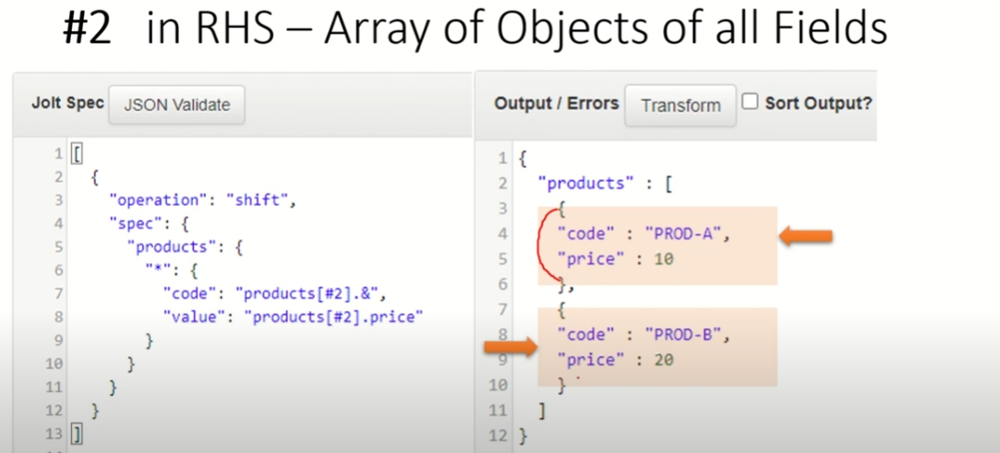 #2 in RHS – Array of Objects of all Fields
Jolt Spec JSON Validate
1 [
2 {
3 "operation": "shift",
4 "spec": {
5 "products": {
6 "*": {
7 "code": "products[#2].&",
8 "value": "products[#2].price"
9 }
10 }
11 }
12 }
13 ]
Output / Errors Transform Sort Output?
1 {
2 "products" : [
3 {
4 "code" : "PROD-A",
5 "price" : 10
6 },
7 {
8 "code" : "PROD-B",
9 "price" : 20
10 }
11 ]
12 }